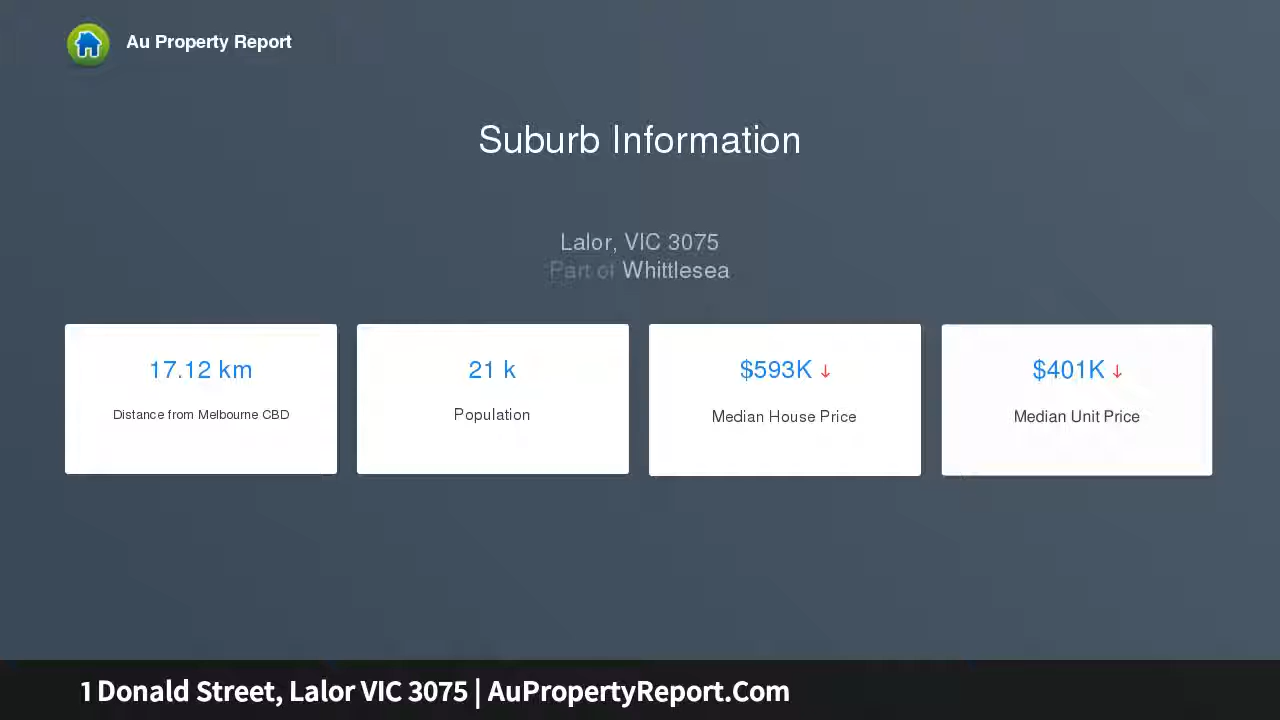 Au Property Report
Suburb Information
Lalor, VIC 3075
Part of Whittlesea
17.12 km
Distance from Melbourne CBD
21 k
Population
$593K ↓
Median House Price
$401K ↓
Median Unit Price
1 Donald Street, Lalor VIC 3075 | AuPropertyReport.Com